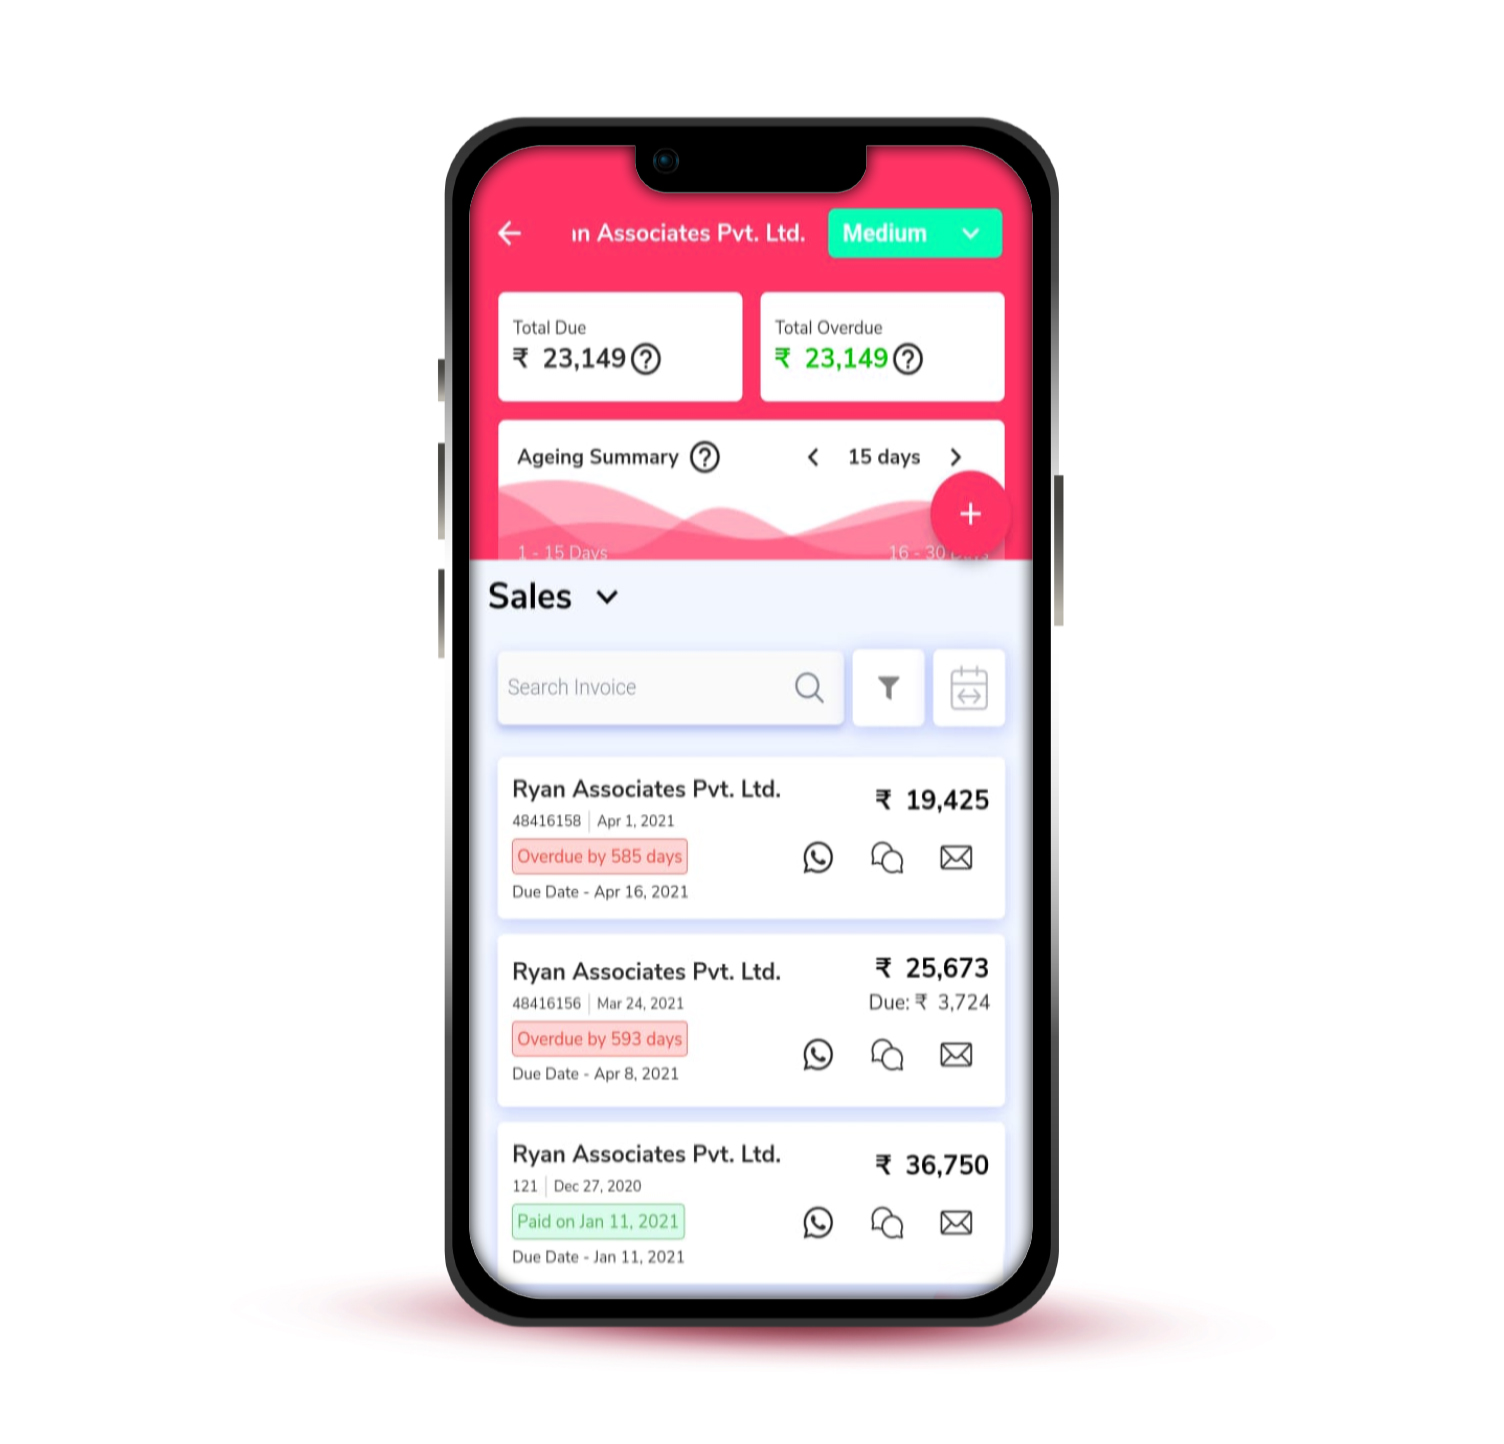 n Associates Pvt. Ltd.
Medium
Total Due
₹ 23,149
Total Overdue
₹ 23,149
Ageing Summary
15 days
1 - 15 Days
16 - 30
Sales
Search Invoice
Ryan Associates Pvt. Ltd.
₹ 19,425
48416158 | Apr 1, 2021
Overdue by 585 days
Due Date - Apr 16, 2021
Ryan Associates Pvt. Ltd.
₹ 25,673
48416156 | Mar 24, 2021
Due: ₹ 3,724
Overdue by 593 days
Due Date - Apr 8, 2021
Ryan Associates Pvt. Ltd.
₹ 36,750
121 | Dec 27, 2020
Paid on Jan 11, 2021
Due Date - Jan 11, 2021